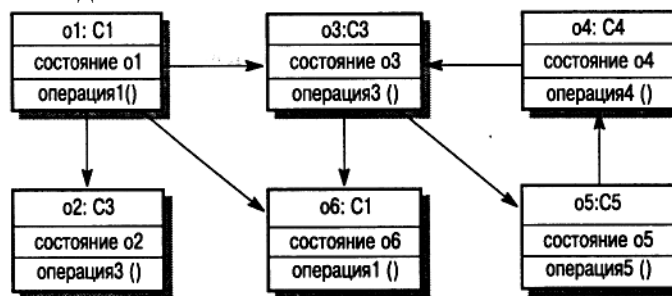 o1: C1
состояние o1
операция1()
o3:C3
состояние o3
операция3 ()
o4: C4
состояние o4
операция4 ()
o2: C3
состояние o2
операция3 ()
o6: C1
состояние o6
операция1 ()
o5:C5
состояние o5
операция5 ()